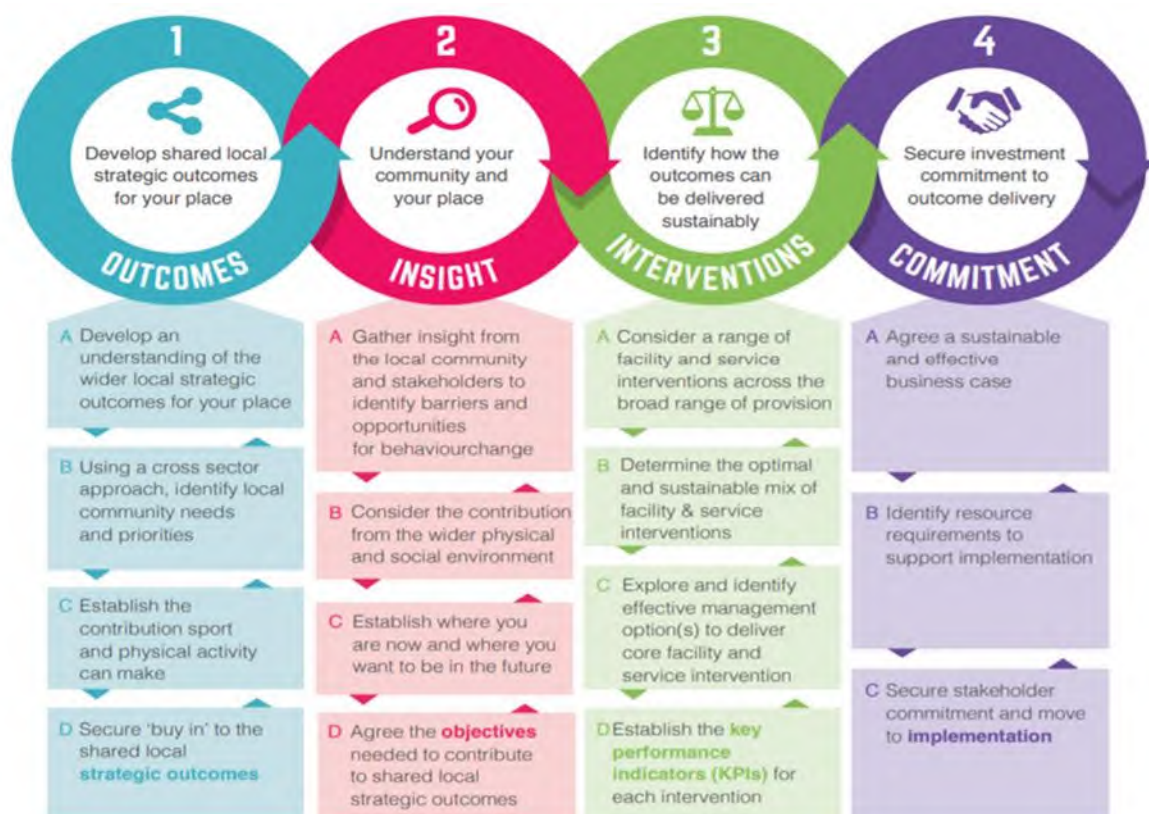 1
Develop shared local
strategic outcomes
for your place
OUTCOMES
A Develop an
understanding of the
wider local strategic
outcomes for your place
B Using a cross sector
approach, identify local
community needs
and priorities
C Establish the
contribution sport
and physical activity
can make
D Secure ‘buy in’ to the
shared local
strategic outcomes
2
Understand your
community and
your place
INSIGHT
A Gather insight from
the local community
and stakeholders to
identify barriers and
opportunities
for behaviourchange
B Consider the contribution
from the wider physical
and social environment
C Establish where you
are now and where you
want to be in the future
D Agree the objectives
needed to contribute
to shared local
strategic outcomes
3
Identify how the
outcomes can
be delivered
sustainably
INTERVENTIONS
A Consider a range of
facility and service
interventions across the
broad range of provision
B Determine the optimal
and sustainable mix of
facility & service
interventions
C Explore and identify
effective management
option(s) to deliver
core facility and
service intervention
D Establish the key
performance
indicators (KPIs) for
each intervention
4
Secure investment
commitment to
outcome delivery
COMMITMENT
A Agree a sustainable
and effective
business case
B Identify resource
requirements to
support implementation
C Secure stakeholder
commitment and move
to implementation